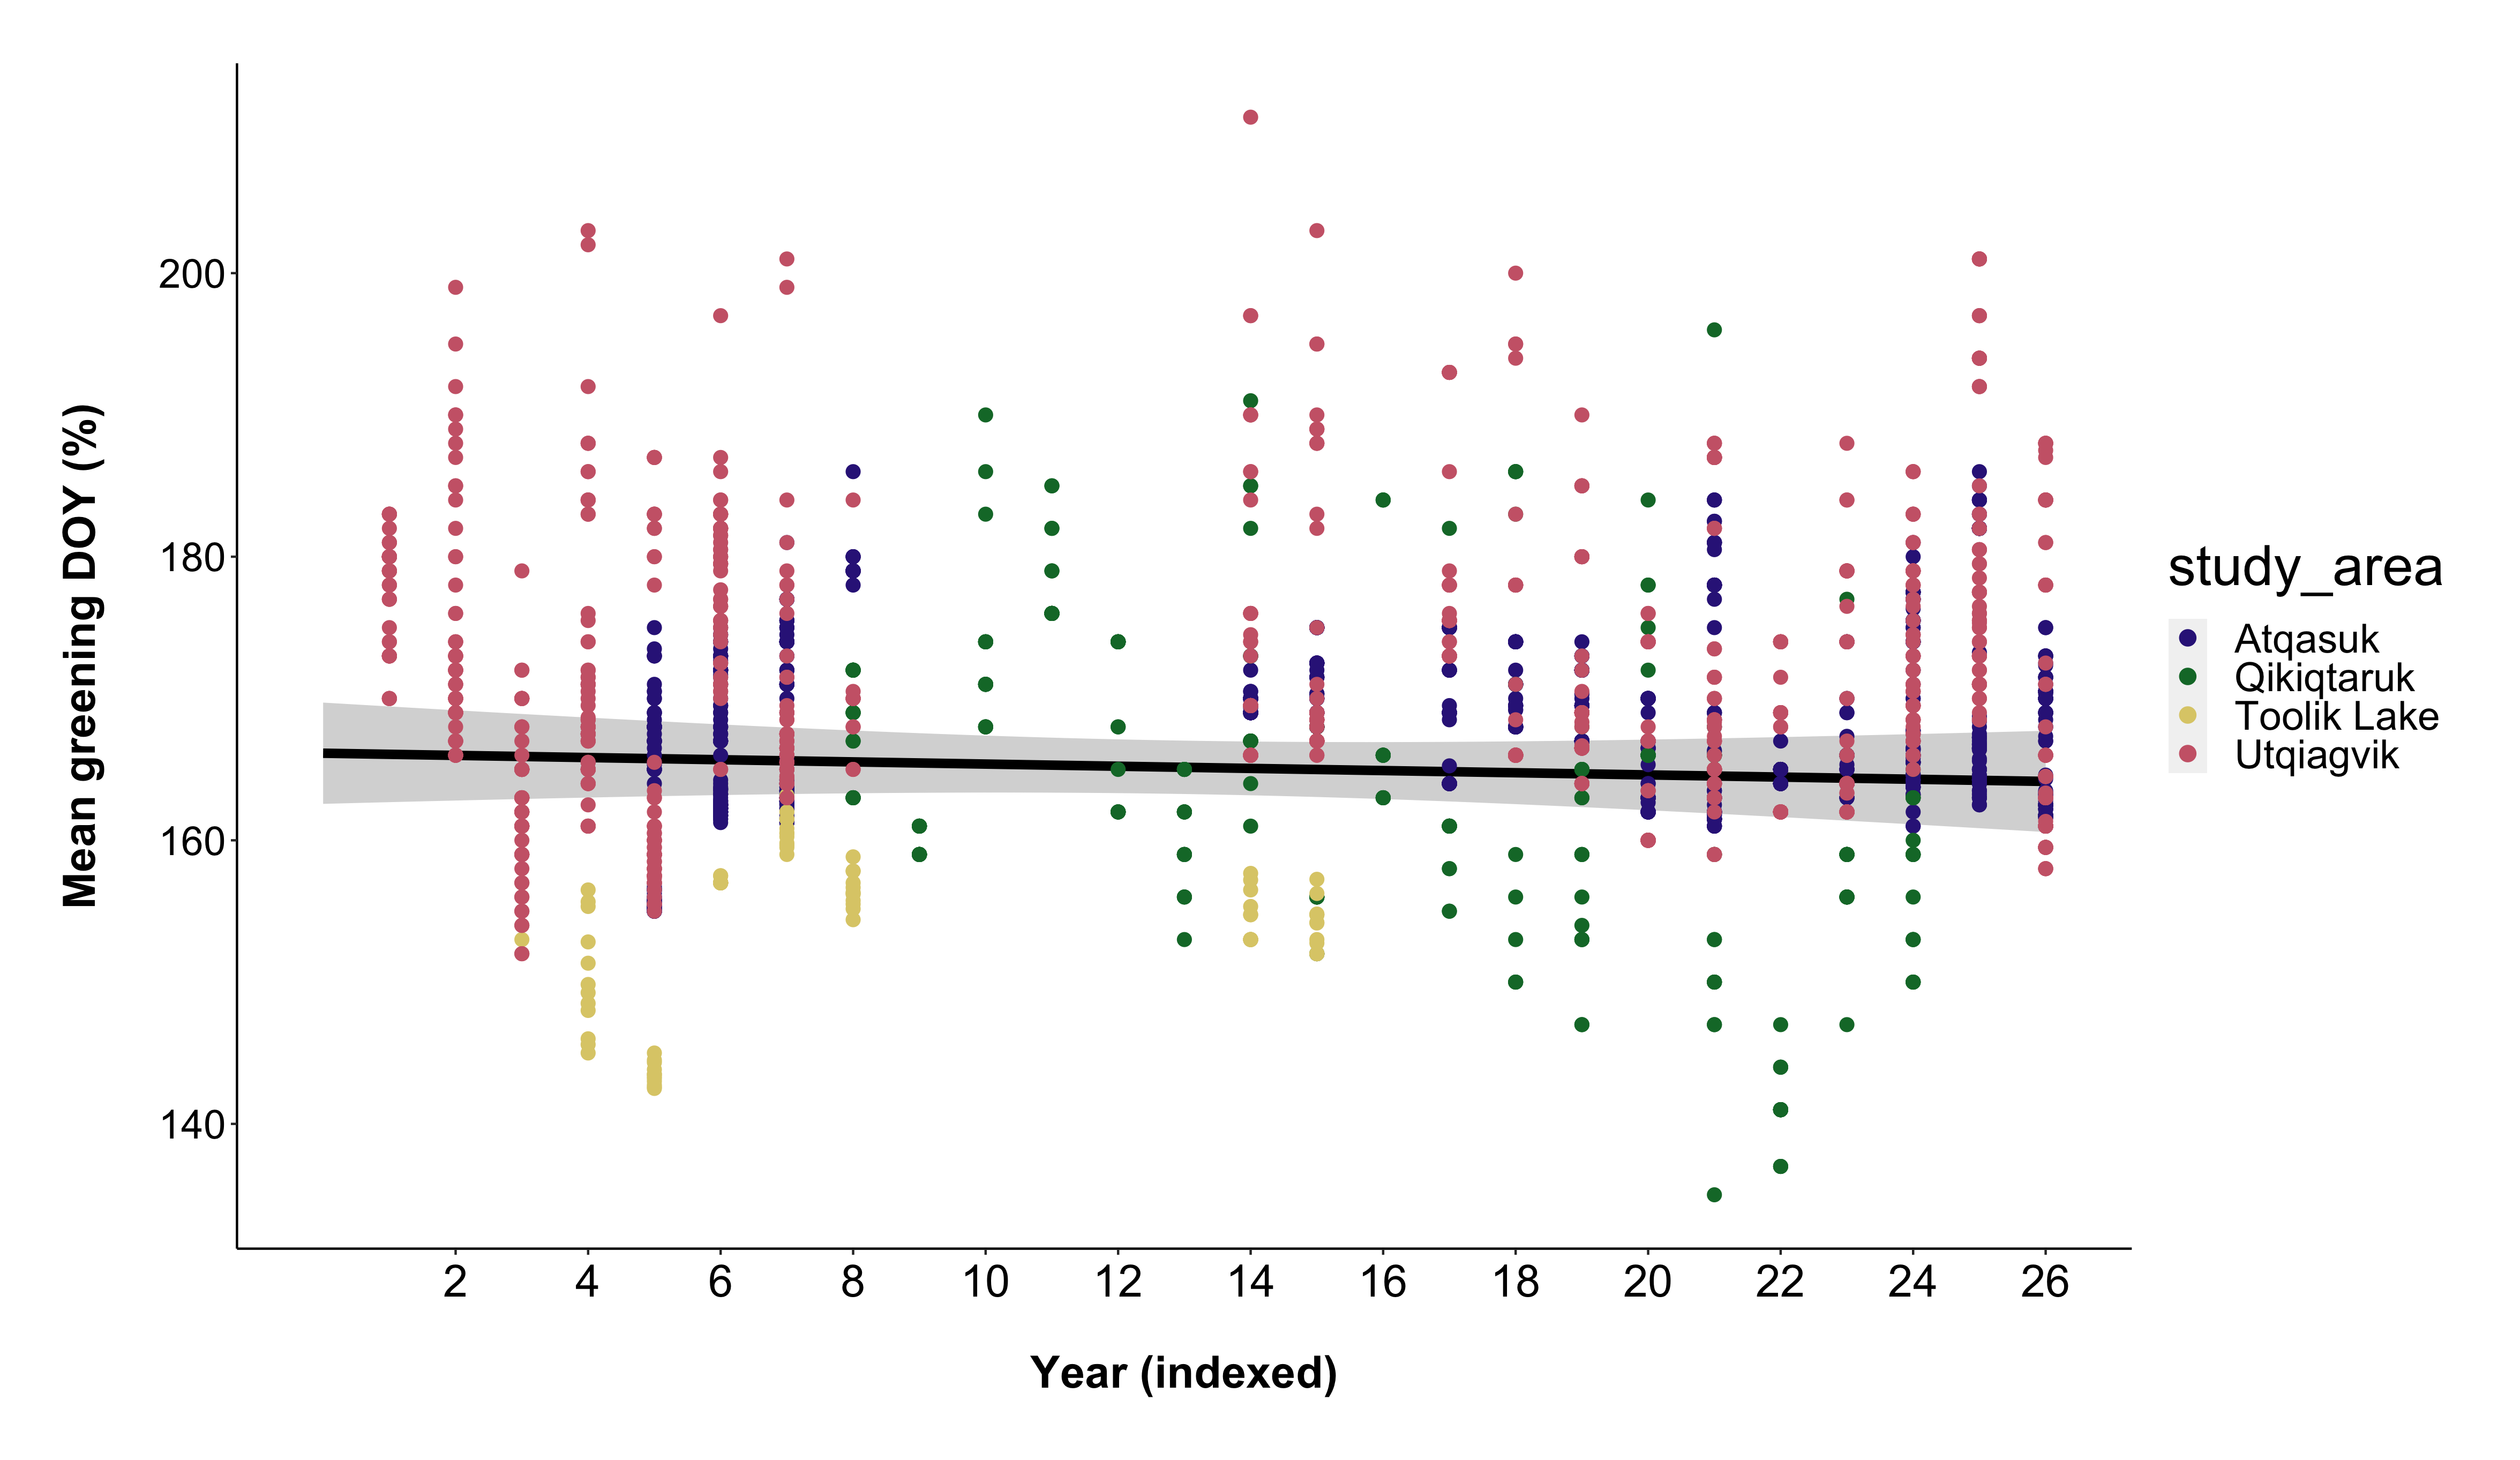 Mean greening DOY (%)
200
180
160
140
2 4 6 8 10 12 14 16 18 20 22 24 26
Year (indexed)
study_area
Atqasuk
Qikiqtaruk
Toolik Lake
Utqiagvik